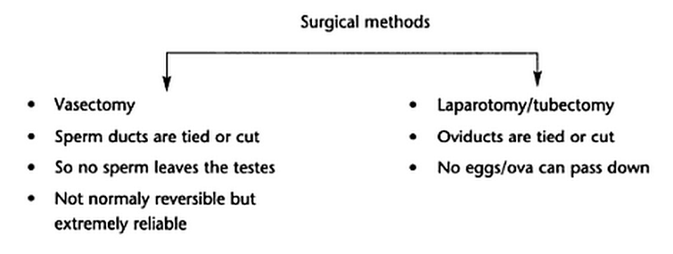 Surgical methods
• Vasectomy
• Sperm ducts are tied or cut
• So no sperm leaves the testes
• Not normaly reversible but
extremely reliable
• Laparotomy/tubectomy
• Oviducts are tied or cut
• No eggs/ova can pass down